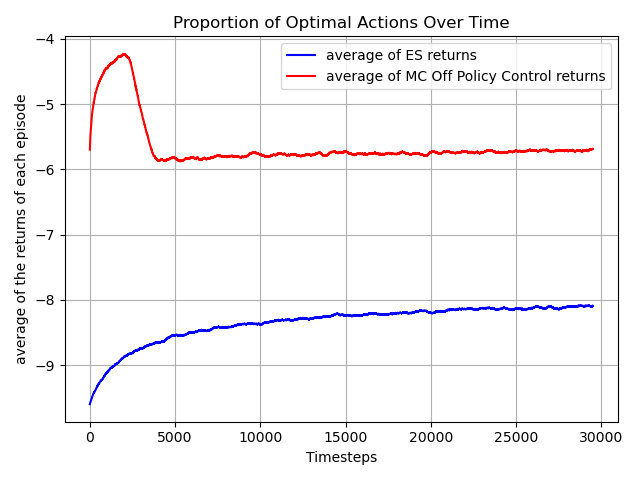 Proportion of Optimal Actions Over Time
average of ES returns
average of MC Off Policy Control returns
average of the returns of each episode
−4
−5
−6
−7
−8
−9
0 5000 10000 15000 20000 25000 30000
Timesteps